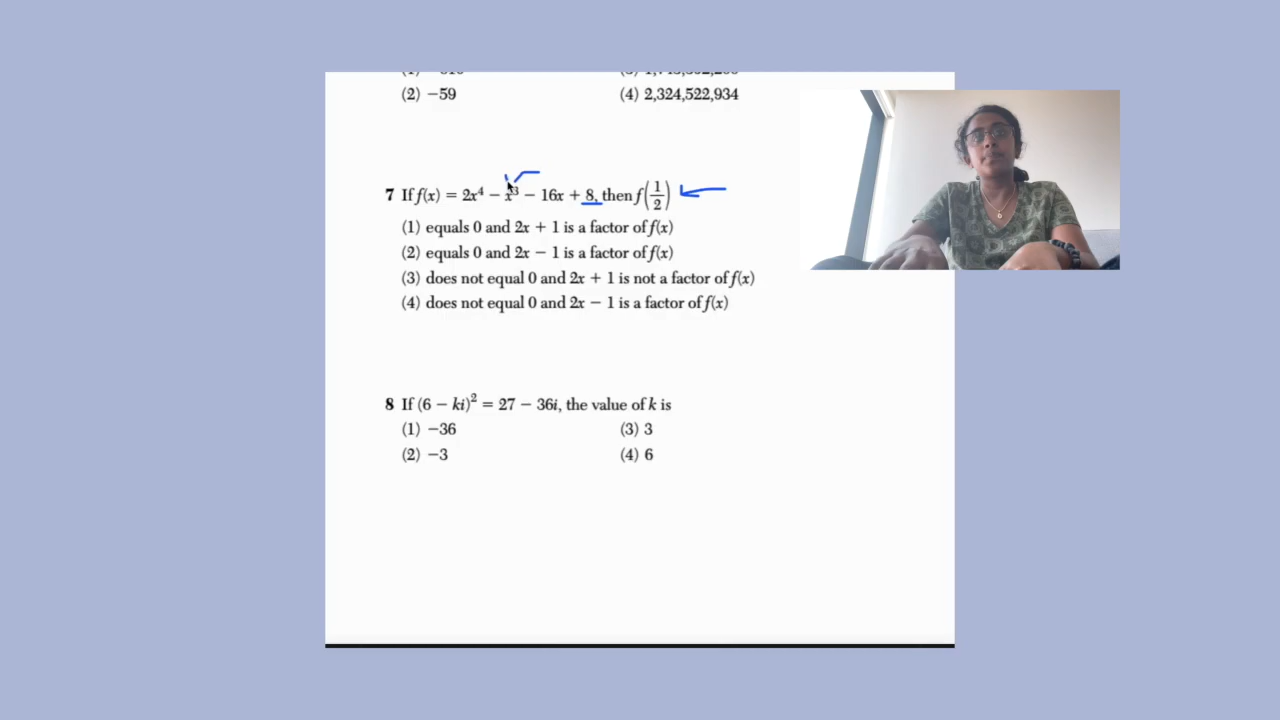 (2) −59
(4) 2,324,522,934
7 If f(x) = 2x⁴ − x³ − 16x + 8, then f(1/2)
(1) equals 0 and 2x + 1 is a factor of f(x)
(2) equals 0 and 2x − 1 is a factor of f(x)
(3) does not equal 0 and 2x + 1 is not a factor of f(x)
(4) does not equal 0 and 2x − 1 is a factor of f(x)
8 If (6 − ki)² = 27 − 36i, the value of k is
(1) −36
(3) 3
(2) −3
(4) 6